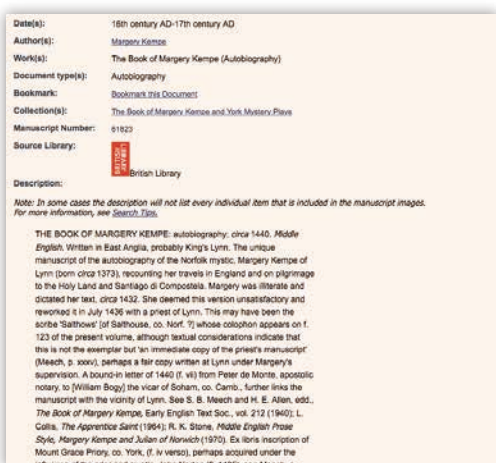 Date(s): 16th century AD-17th century AD
Author(s): Margery Kempe
Work(s): The Book of Margery Kempe (Autobiography)
Document type(s): Autobiography
Bookmark: Bookmark this Document
Collection(s): The Book of Margery Kempe and York Mystery Plays
Manuscript Number: 61823
Source Library: BRITISH LIBRARY British Library
Description:
Note: In some cases the description will not list every individual item that is included in the manuscript images.
For more information, see Search Tips.
THE BOOK OF MARGERY KEMPE: autobiography; circa 1440. Middle
English. Written in East Anglia, probably King's Lynn. The unique
manuscript of the autobiography of the Norfolk mystic, Margery Kempe of
Lynn (born circa 1373), recounting her travels in England and on pilgrimage
to the Holy Land and Santiago di Compostela. Margery was illiterate and
dictated her text, circa 1432. She deemed this version unsatisfactory and
reworked it in July 1436 with a priest of Lynn. This may have been the
scribe 'Salthows' [of Salthouse, co. Norf. ?] whose colophon appears on f.
123 of the present volume, although textual considerations indicate that
this is not the exemplar but 'an immediate copy of the priest's manuscript'
(Meech, p. xxxv), perhaps a fair copy written at Lynn under Margery's
supervision. A bound-in letter of 1440 (f. vii) from Peter de Monte, apostolic
notary, to [William Bogy] the vicar of Soham, co. Camb., further links the
manuscript with the vicinity of Lynn. See S. B. Meech and H. E. Allen, edd.,
The Book of Margery Kempe, Early English Text Soc., vol. 212 (1940); L.
Collis, The Apprentice Saint (1964); R. K. Stone, Middle English Prose
Style, Margery Kempe and Julian of Norwich (1970). Ex libris inscription of
Mount Grace Priory, co. York, (f. iv verso), perhaps acquired under the